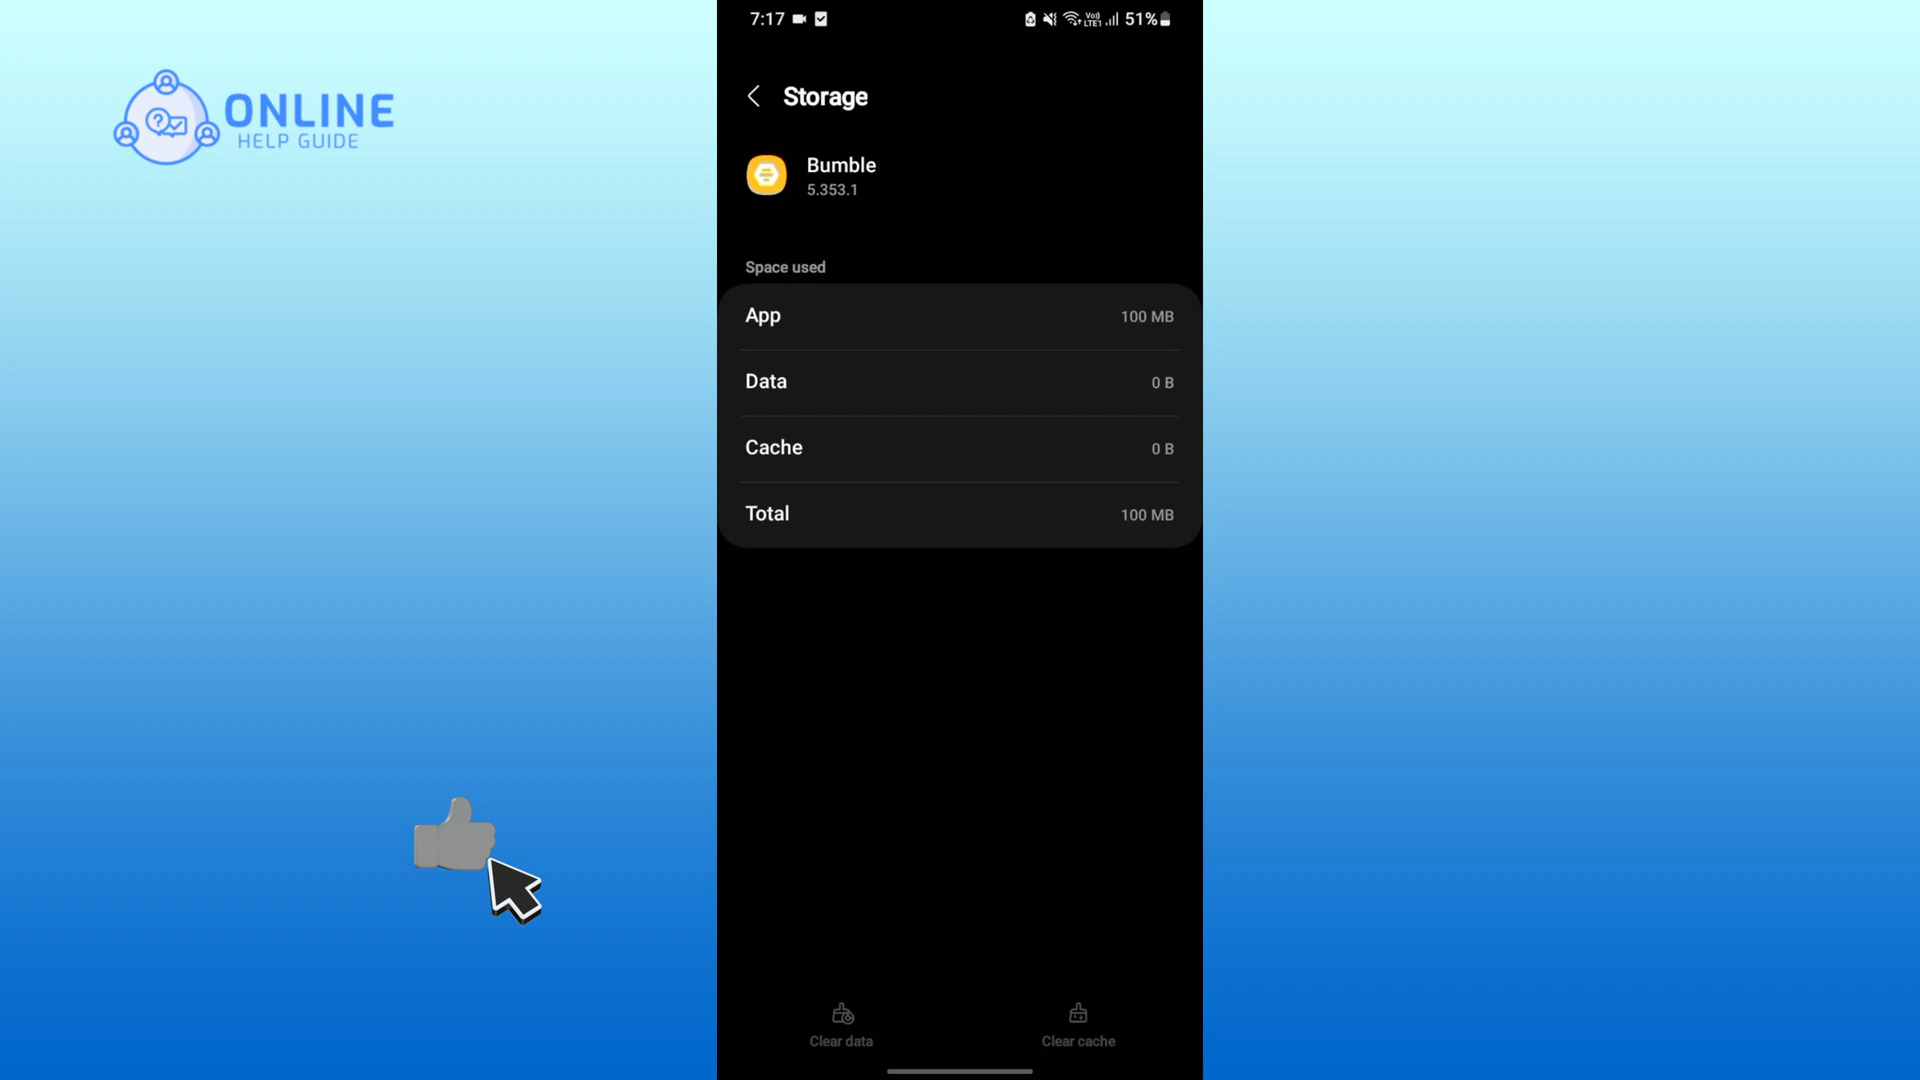 7:17
51%
ONLINE
HELP GUIDE
Storage
Bumble
5.353.1
Space used
App 100 MB
Data 0 B
Cache 0 B
Total 100 MB
Clear data
Clear cache